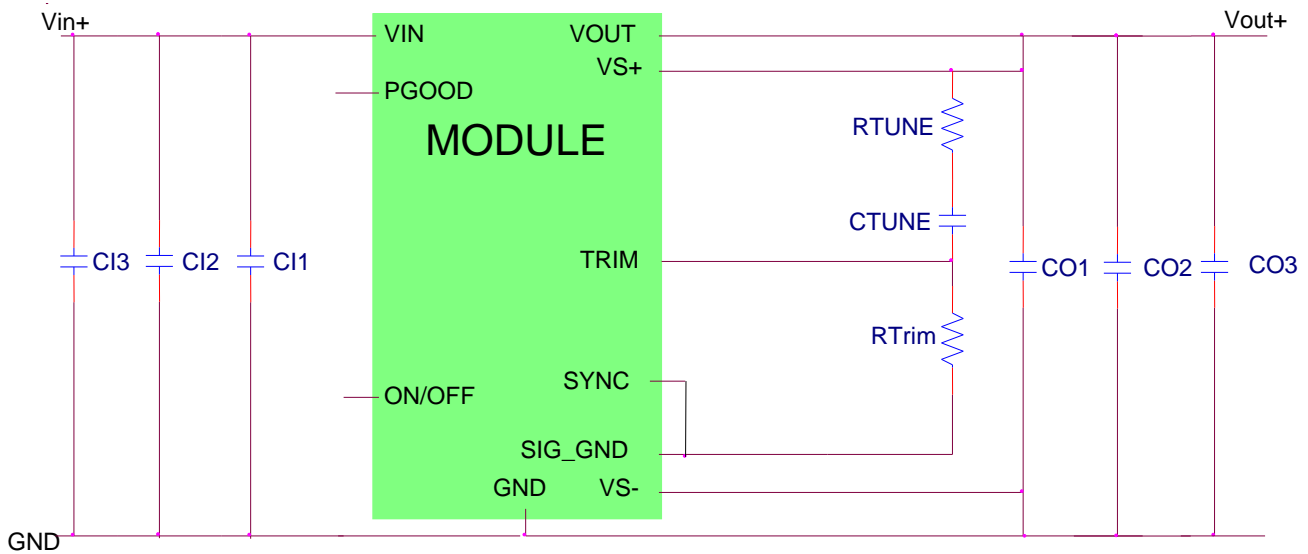 Vin+
Vout+
VIN
VOUT
VS+
PGOOD
RTUNE
MODULE
CTUNE
TRIM
CI3
CI2
CI1
CO1
CO2
CO3
RTrim
SYNC
ON/OFF
SIG_GND
GND
VS-
GND